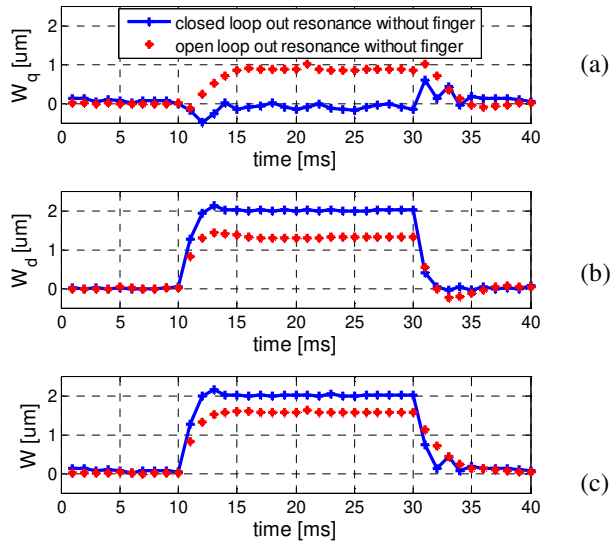 closed loop out resonance without finger
open loop out resonance without finger
W_q [um]
2
1
0
0 5 10 15 20 25 30 35 40
time [ms]
(a)
W_d [um]
2
1
0
0 5 10 15 20 25 30 35 40
time [ms]
(b)
W [um]
2
1
0
0 5 10 15 20 25 30 35 40
time [ms]
(c)